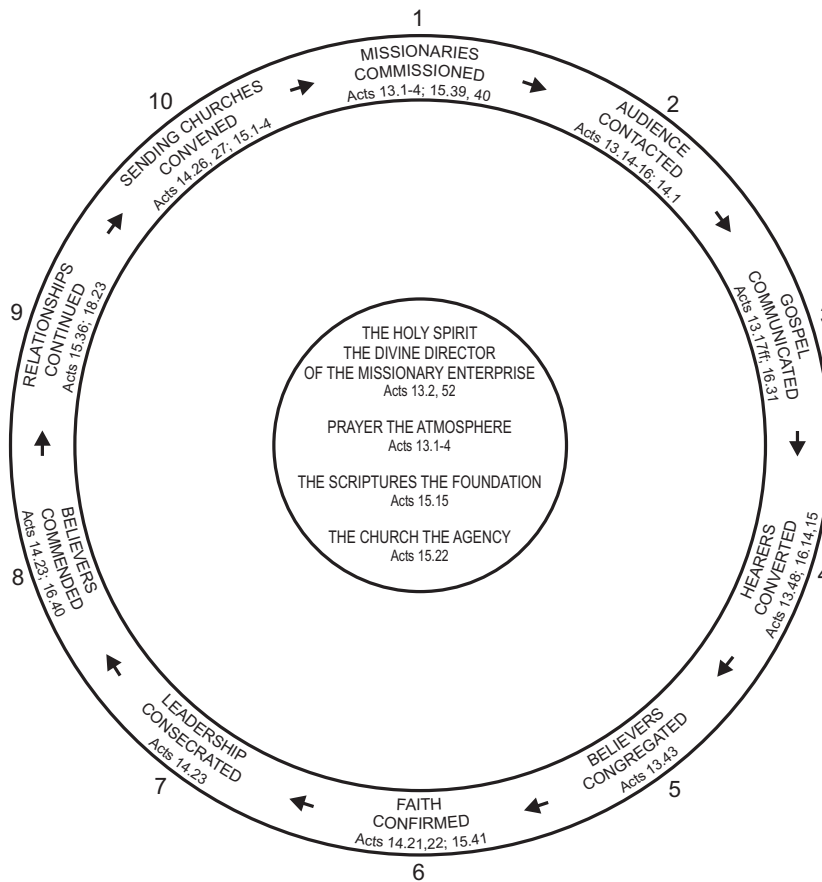 1
MISSIONARIES
COMMISSIONED
Acts 13.1-4; 15.39, 40
2
AUDIENCE
CONTACTED
Acts 13.14-16; 14.1
GOSPEL
COMMUNICATED
Acts 13.17ff; 16.31
HEARERS
CONVERTED
Acts 13.48; 16.14,15
5
BELIEVERS
CONGREGATED
Acts 13.43
6
FAITH
CONFIRMED
Acts 14.21,22; 15.41
7
LEADERSHIP
CONSECRATED
Acts 14.23
8
BELIEVERS
COMMENDED
Acts 14.23; 16.40
9
RELATIONSHIPS
CONTINUED
Acts 15.36; 18.23
10
SENDING CHURCHES
CONVENED
Acts 14.26, 27; 15.1-4
THE HOLY SPIRIT
THE DIVINE DIRECTOR
OF THE MISSIONARY ENTERPRISE
Acts 13.2, 52
PRAYER THE ATMOSPHERE
Acts 13.1-4
THE SCRIPTURES THE FOUNDATION
Acts 15.15
THE CHURCH THE AGENCY
Acts 15.22